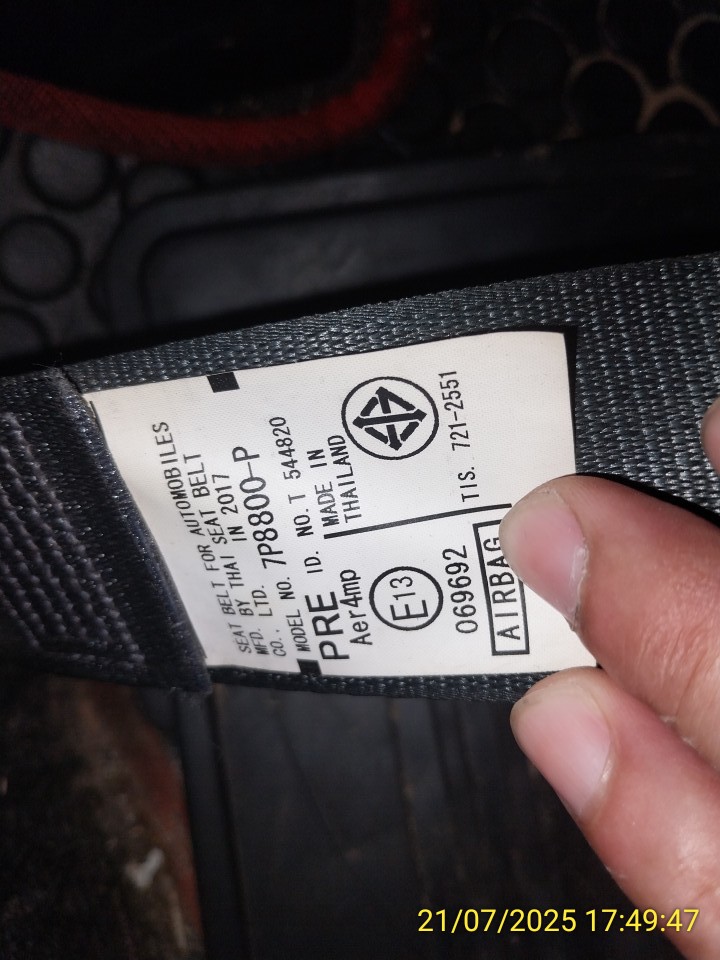 SEAT BELT FOR AUTOMOBILES
BY THAI SEAT BELT
MFD. IN 2017
CO., LTD.
MODEL NO. 7P8800-P
PRE ID. NO. T 544820
Aer4mp
MADE IN
THAILAND
E13
069692
AIRBAG
TIS. 721-2551
21/07/2025 17:49:47